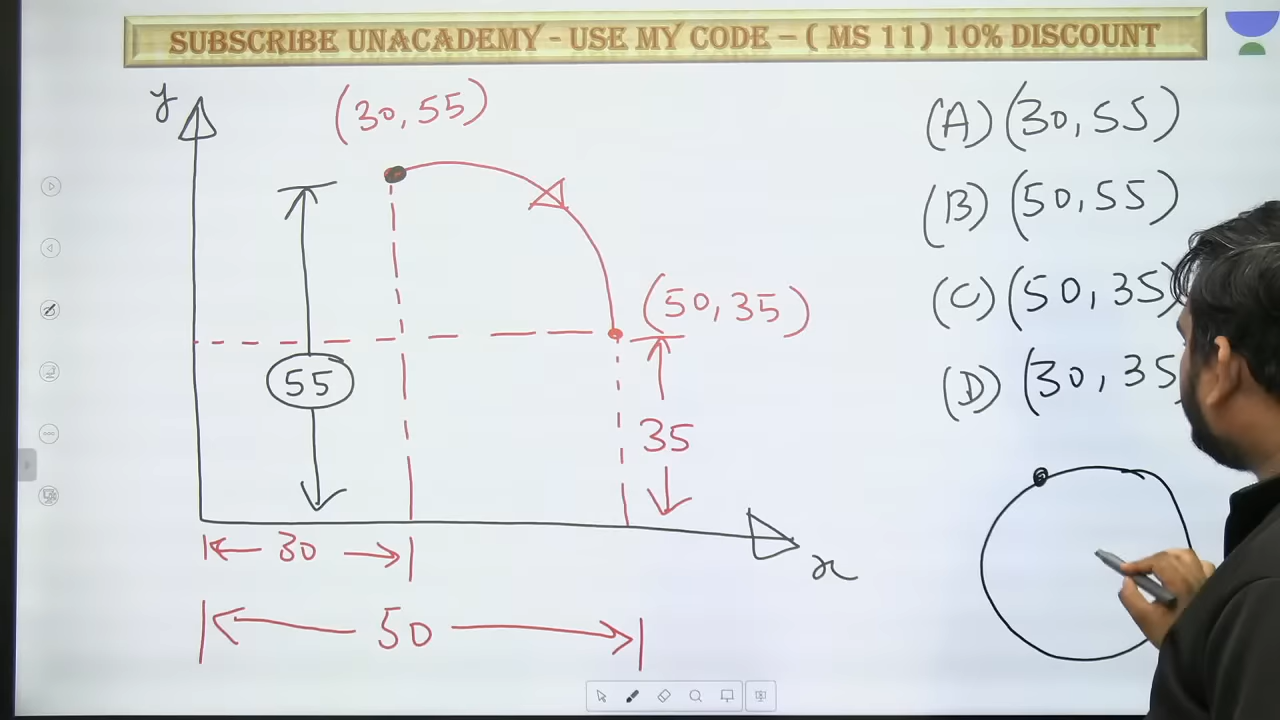 SUBSCRIBE UNACADEMY - USE MY CODE - ( MS 11) 10% DISCOUNT
y
(30,55)
(A) (30,55)
(B) (50,55)
(50,35)
(C) (50,35)
55
(D) (30,35
35
30
x
50